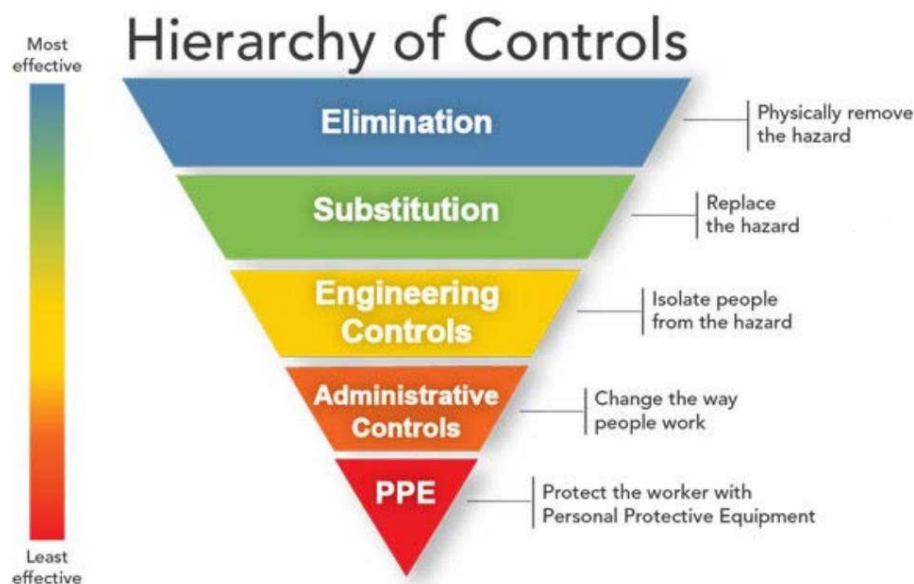 Hierarchy of Controls
Most
effective
Elimination
Physically remove
the hazard
Substitution
Replace
the hazard
Engineering
Controls
Isolate people
from the hazard
Administrative
Controls
Change the way
people work
PPE
Protect the worker with
Personal Protective Equipment
Least
effective